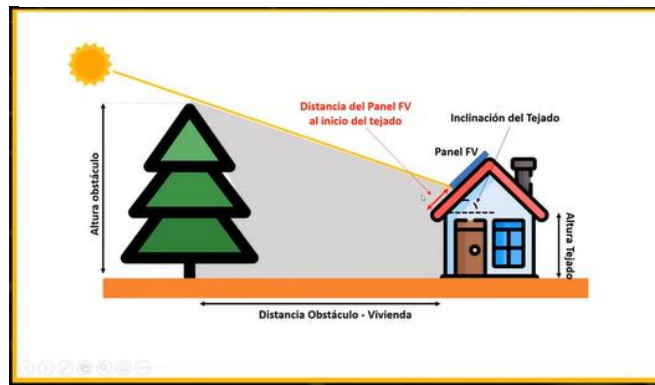 Distancia del Panel FV
al inicio del tejado
Inclinación del Tejado
Panel FV
Altura obstáculo
Altura Tejado
Distancia Obstáculo - Vivienda